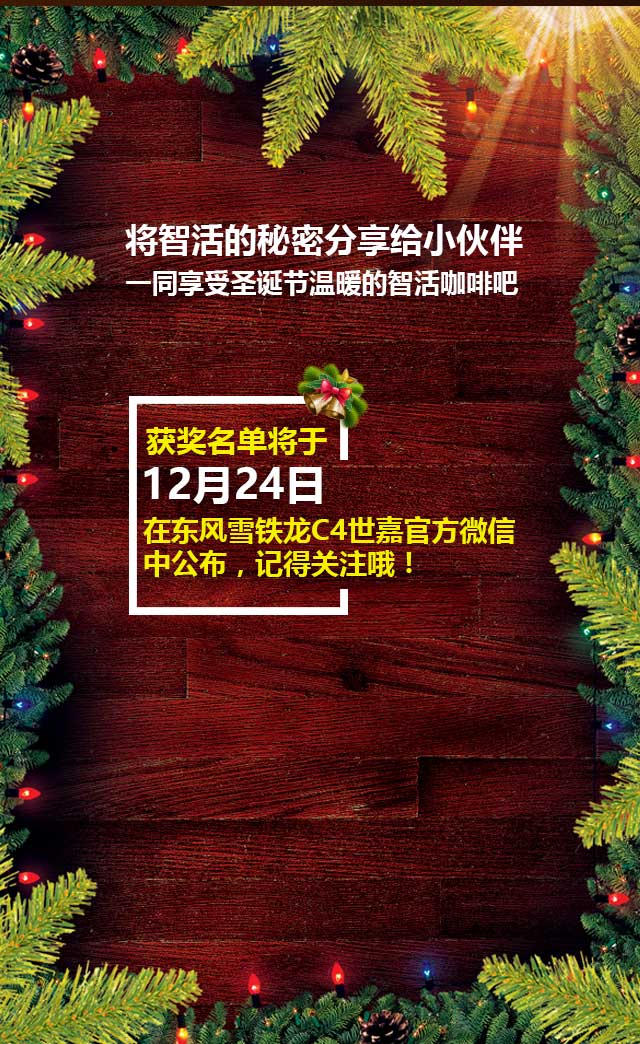 将智活的秘密分享给小伙伴
一同享受圣诞节温暖的智活咖啡吧
获奖名单将于
12月24日
在东风雪铁龙C4世嘉官方微信
中公布，记得关注哦！